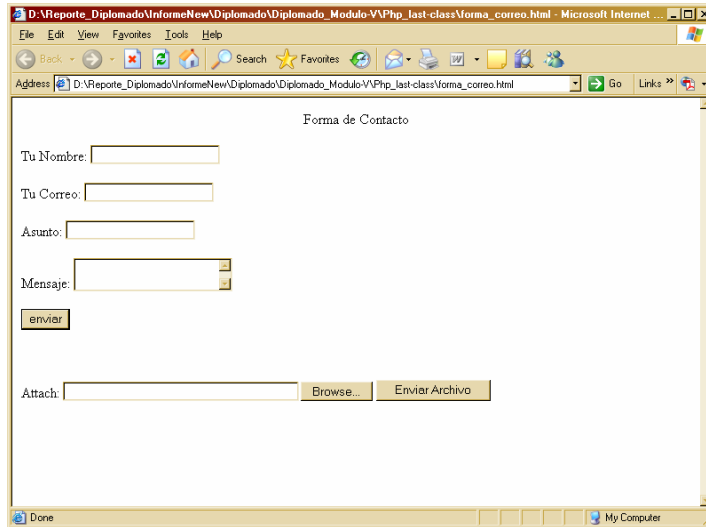 D:\Reporte_Diplomado\InformeNew\Diplomado\Diplomado_Modulo-V\Php_last-class\forma_correo.html - Microsoft Internet ...
File Edit View Favorites Tools Help
Back Search Favorites
Address D:\Reporte_Diplomado\InformeNew\Diplomado\Diplomado_Modulo-V\Php_last-class\forma_correo.html Go Links »
Forma de Contacto
Tu Nombre:
Tu Correo:
Asunto:
Mensaje:
enviar
Attach: Browse... Enviar Archivo
Done My Computer